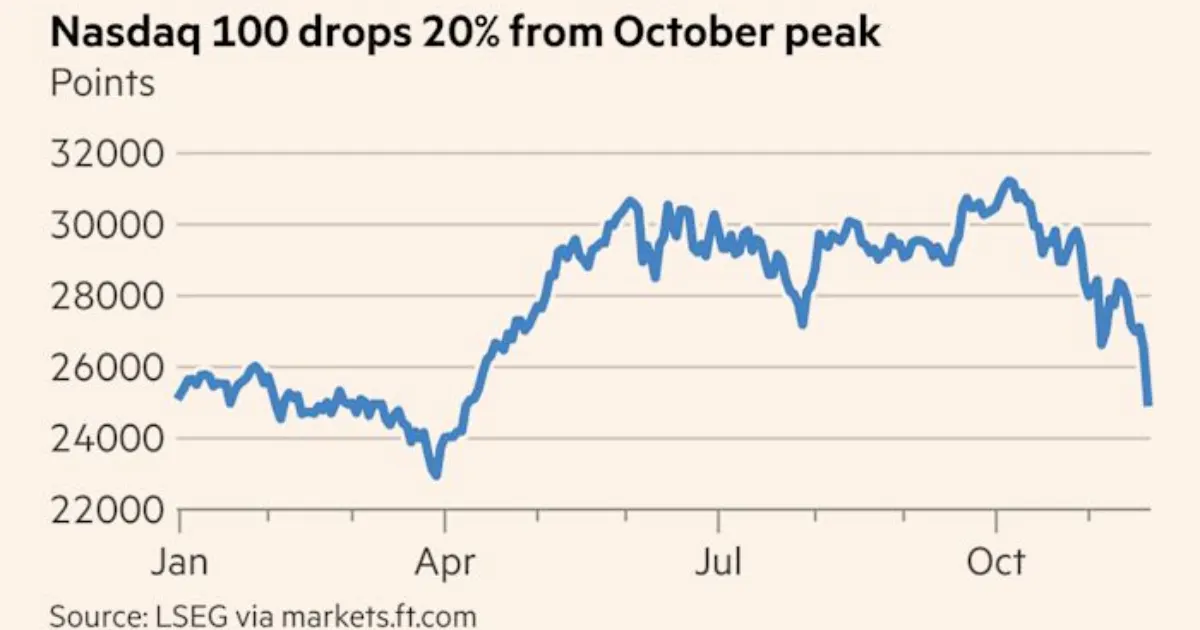 Nasdaq 100 drops 20% from October peak
Points
32000
30000
28000
26000
24000
22000
Jan Apr Jul Oct
Source: LSEG via markets.ft.com